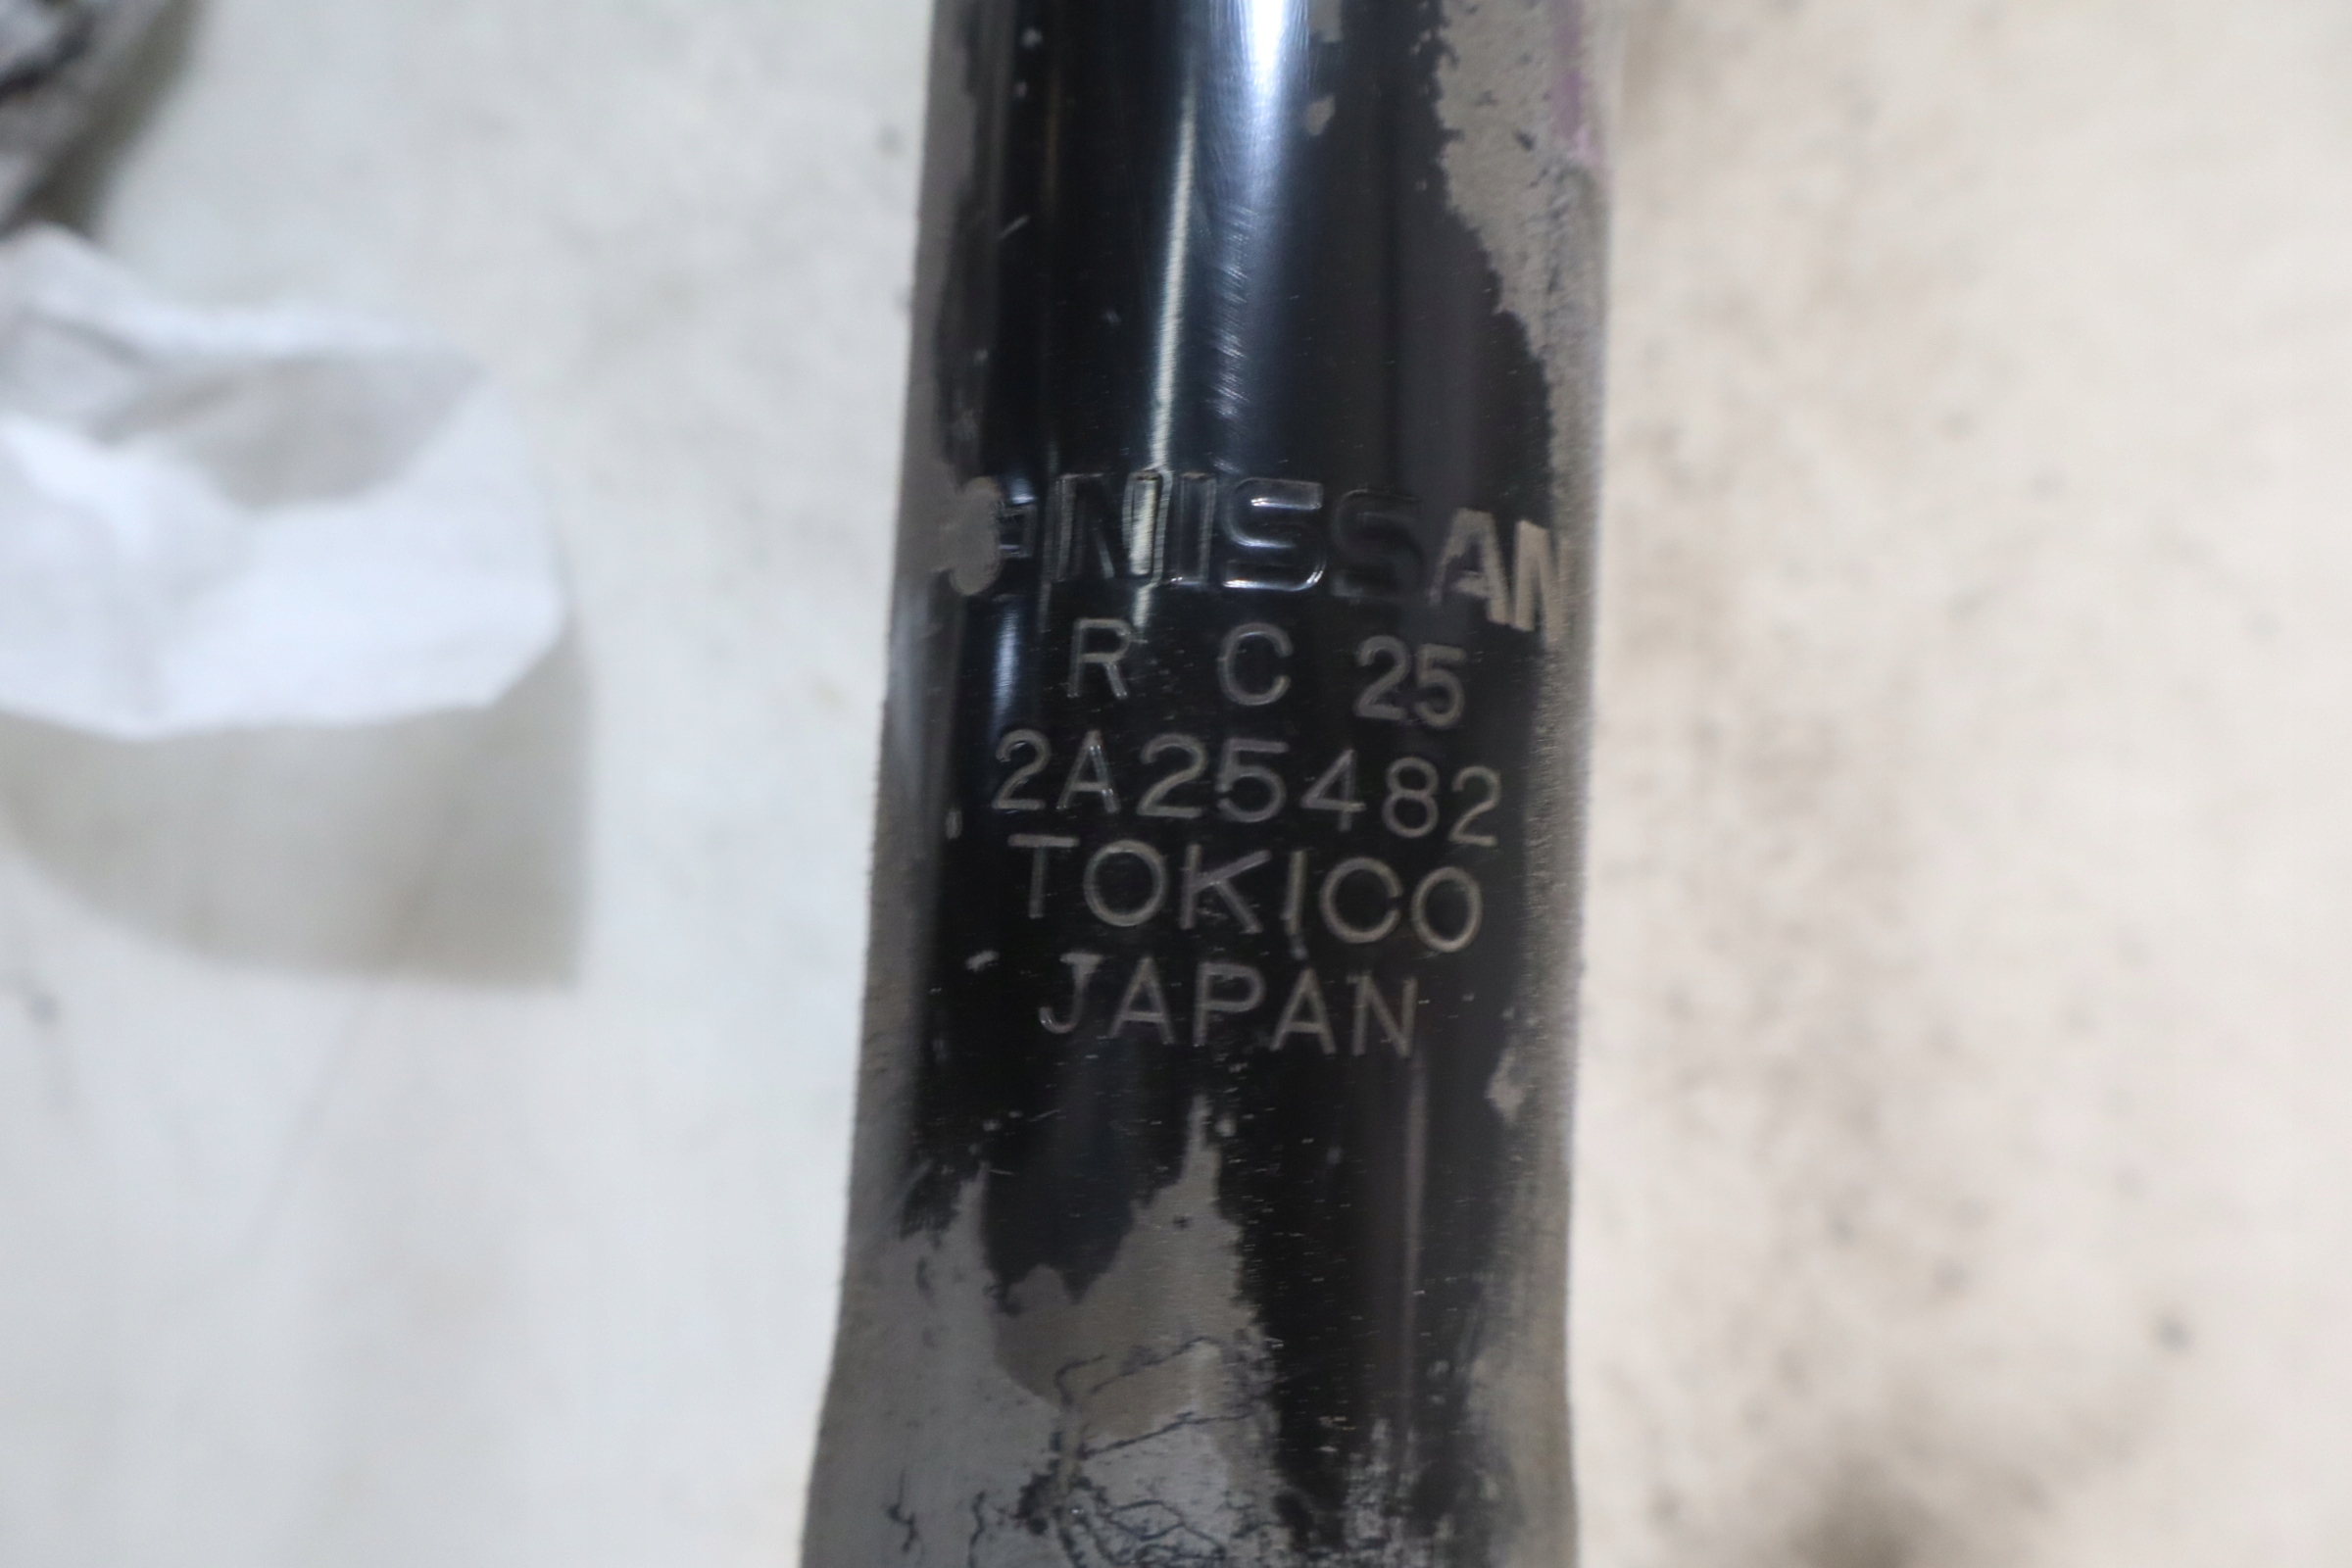 NISSAN
R C 25
2A25482
TOKICO
JAPAN